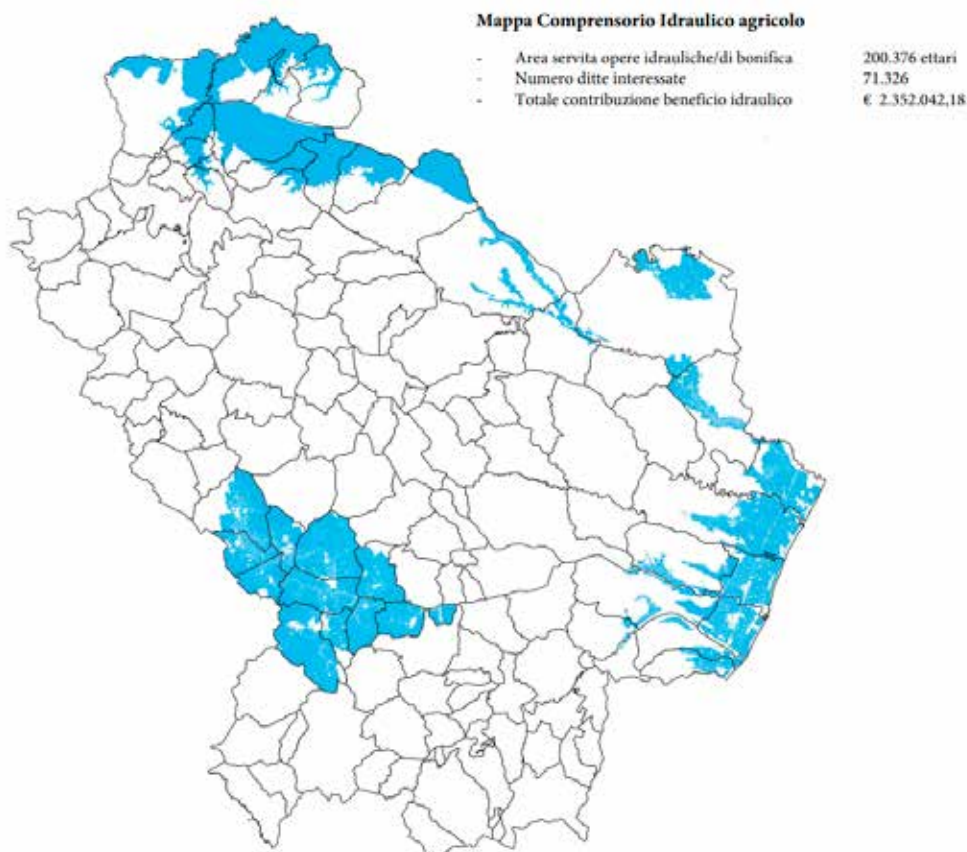 Mappa Comprensorio Idraulico agricolo
- Area servita opere idrauliche/di bonifica 200.376 ettari
- Numero ditte interessate 71.326
- Totale contribuzione beneficio idraulico € 2.352.042,18